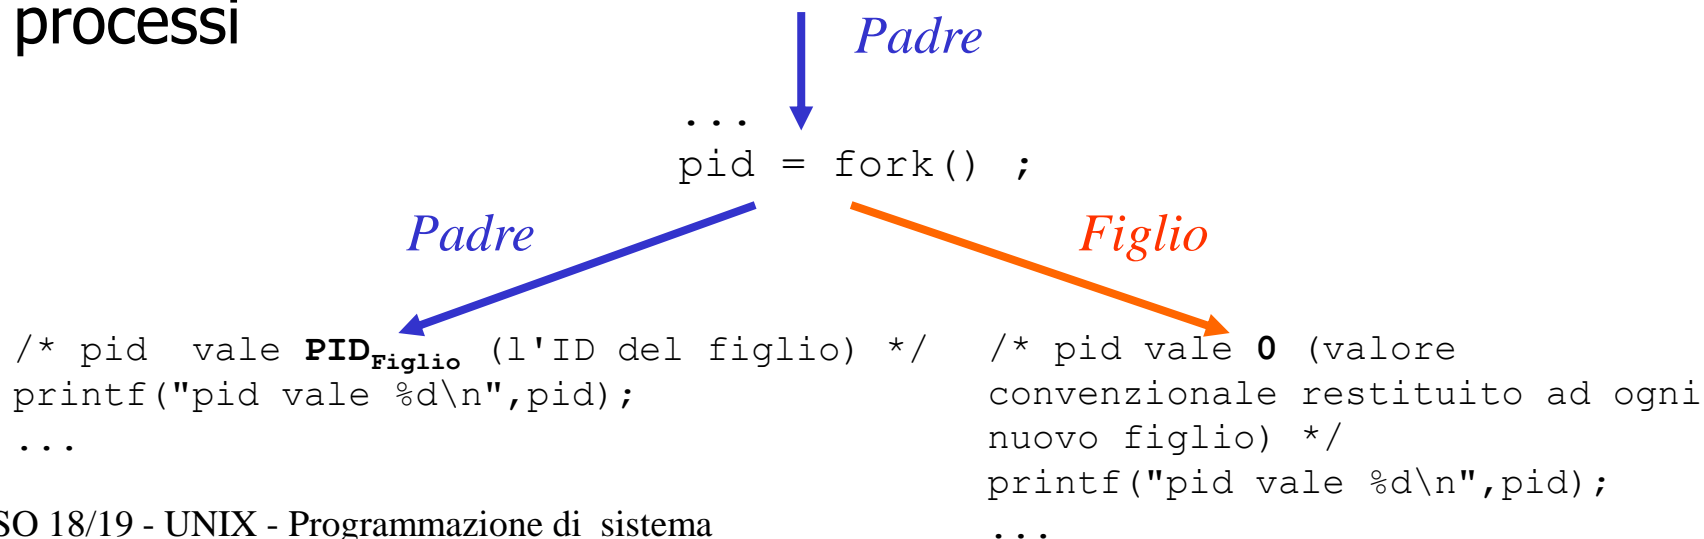 processi
Padre
...
pid = fork() ;
Padre
Figlio
/* pid vale PIDFiglio (l'ID del figlio) */
printf("pid vale %d\n",pid);
...
/* pid vale 0 (valore
convenzionale restituito ad ogni
nuovo figlio) */
printf("pid vale %d\n",pid);
...
SO 18/19 - UNIX - Programmazione di sistema